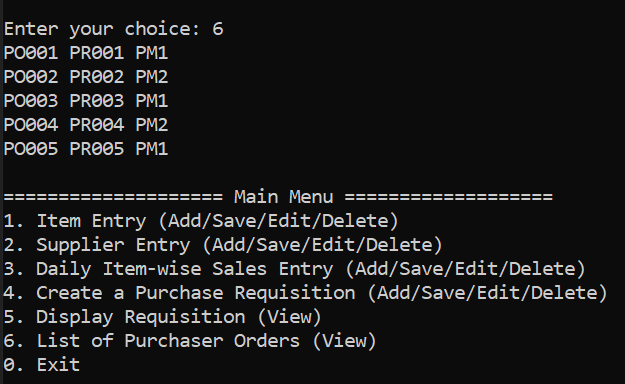 Enter your choice: 6
PO001 PR001 PM1
PO002 PR002 PM2
PO003 PR003 PM1
PO004 PR004 PM2
PO005 PR005 PM1
==================== Main Menu ===================
1. Item Entry (Add/Save/Edit/Delete)
2. Supplier Entry (Add/Save/Edit/Delete)
3. Daily Item-wise Sales Entry (Add/Save/Edit/Delete)
4. Create a Purchase Requisition (Add/Save/Edit/Delete)
5. Display Requisition (View)
6. List of Purchaser Orders (View)
0. Exit